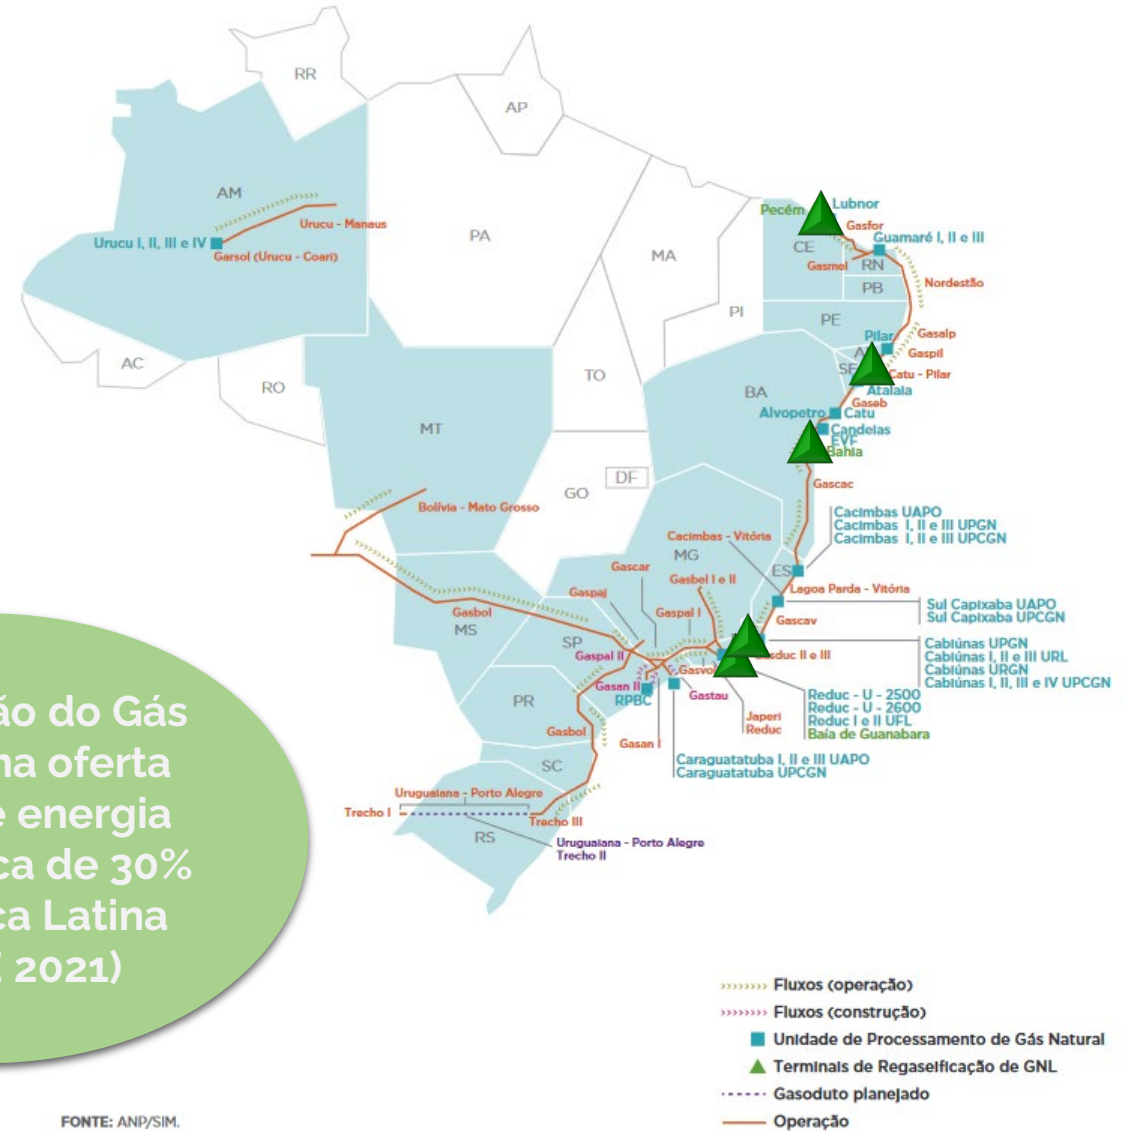 RR
AP
AM
Urucu - Manaus
Urucu I, II, III e IV
Garsol (Urucu - Coari)
PA
MA
PI
Pecém
Lubnor
Gasfor
CE
Guamaré I, II e III
Gasmel
RN
PB
Nordestão
PE
Pilar
Gasalp
Gaspil
SE
Catu - Pilar
Atalaia
Gaseb
AC
RO
TO
BA
Alvopetro
Catu
Candeias
EVF
Bahia
MT
GO
DF
Gascac
Bolívia - Mato Grosso
Cacimbas UAPO
Cacimbas I, II e III UPGN
Cacimbas I, II e III UPCGN
Cacimbas - Vitória
MG
ES
Gascar
Gasbel I e II
Lagoa Parda - Vitória
Gaspaj
Gaspal I
Gascav
Sul Capixaba UAPO
Sul Capixaba UPCGN
Gasbol
MS
SP
Gaspal II
Gasduc II e III
Cabiúnas UPGN
Cabiúnas I, II e III URL
Cabiúnas URGN
Cabiúnas I, II, III e IV UPCGN
Gasan II
RPBC
Gastau
PR
Reduc - U - 2500
Reduc - U - 2600
Reduc I e II UFL
Baía de Guanabara
Japeri
Reduc
Gasbol
Gasan I
SC
Caraguatatuba I, II e III UAPO
Caraguatatuba UPCGN
Uruguaiana - Porto Alegre
Trecho I
Trecho III
RS
Uruguaiana - Porto Alegre
Trecho II
ão do Gás
na oferta
e energia
ca de 30%
ca Latina
E 2021)
Fluxos (operação)
Fluxos (construção)
Unidade de Processamento de Gás Natural
Terminais de Regaseificação de GNL
Gasoduto planejado
Operação
FONTE: ANP/SIM.